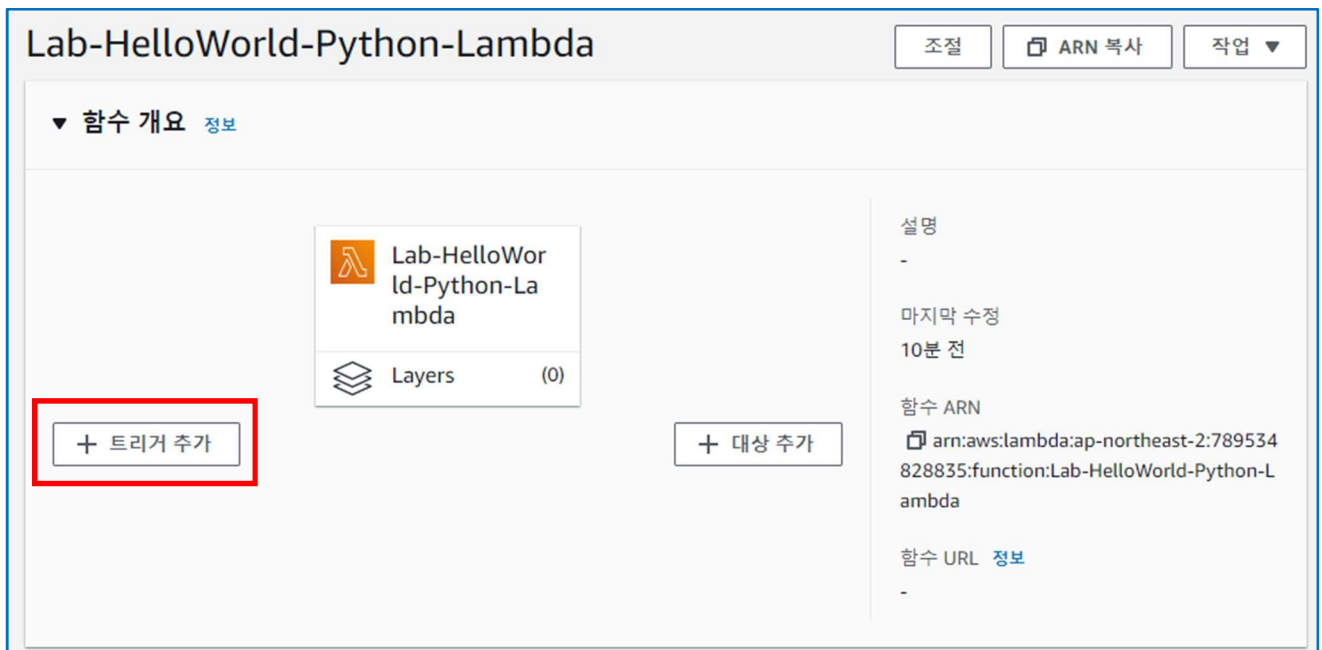 Lab-HelloWorld-Python-Lambda
조절
ARN 복사
작업 ▼
▼ 함수 개요 정보
Lab-HelloWor
ld-Python-La
mbda
Layers (0)
+ 트리거 추가
+ 대상 추가
설명
-
마지막 수정
10분 전
함수 ARN
arn:aws:lambda:ap-northeast-2:789534
828835:function:Lab-HelloWorld-Python-L
ambda
함수 URL 정보
-